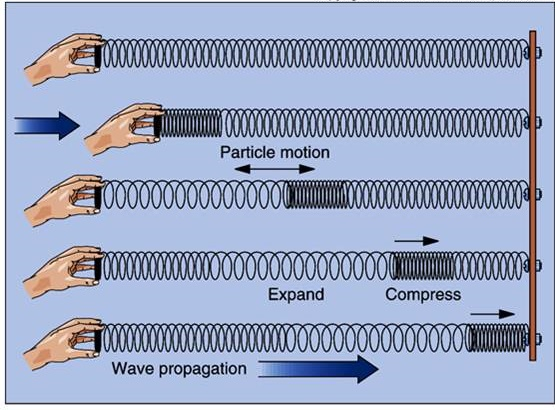 Particle motion
Expand
Compress
Wave propagation